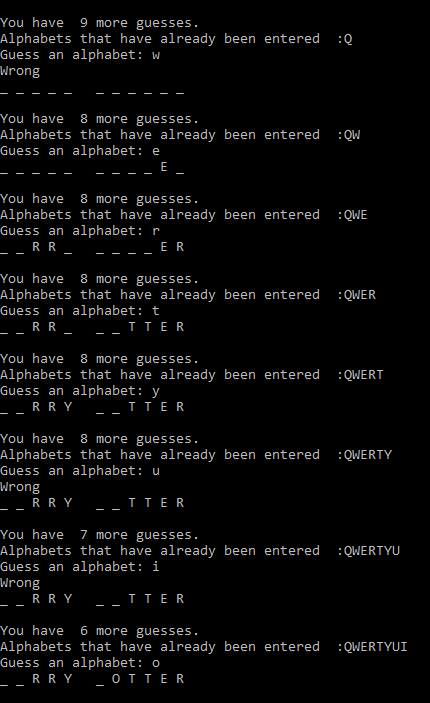 You have  9 more guesses.
Alphabets that have already been entered  :Q
Guess an alphabet: w
Wrong
_ _ _ _ _   _ _ _ _ _ _
You have  8 more guesses.
Alphabets that have already been entered  :QW
Guess an alphabet: e
_ _ _ _ _   _ _ _ _ E _
You have  8 more guesses.
Alphabets that have already been entered  :QWE
Guess an alphabet: r
_ _ R R _   _ _ _ _ E R
You have  8 more guesses.
Alphabets that have already been entered  :QWER
Guess an alphabet: t
_ _ R R _   _ _ T T E R
You have  8 more guesses.
Alphabets that have already been entered  :QWERT
Guess an alphabet: y
_ _ R R Y   _ _ T T E R
You have  8 more guesses.
Alphabets that have already been entered  :QWERTY
Guess an alphabet: u
Wrong
_ _ R R Y   _ _ T T E R
You have  7 more guesses.
Alphabets that have already been entered  :QWERTYU
Guess an alphabet: i
Wrong
_ _ R R Y   _ _ T T E R
You have  6 more guesses.
Alphabets that have already been entered  :QWERTYUI
Guess an alphabet: o
_ _ R R Y   _ O T T E R